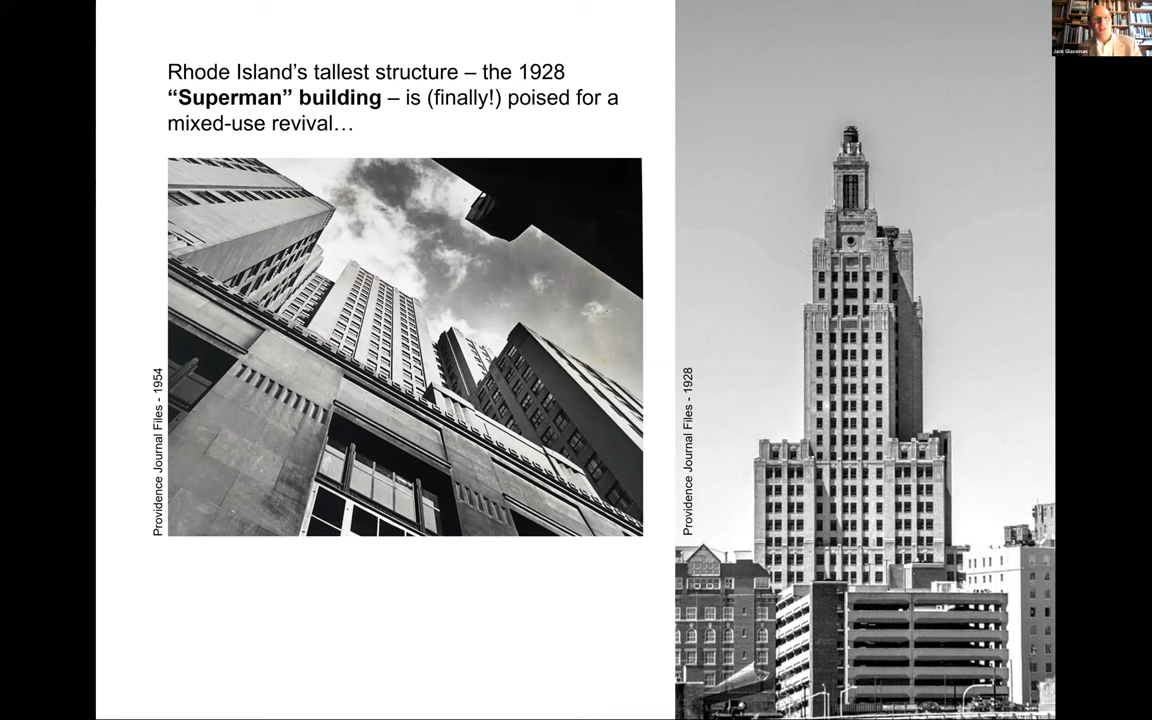 Rhode Island’s tallest structure – the 1928
“Superman” building – is (finally!) poised for a
mixed-use revival…
Providence Journal Files - 1954
Providence Journal Files - 1928
Jack Glassman